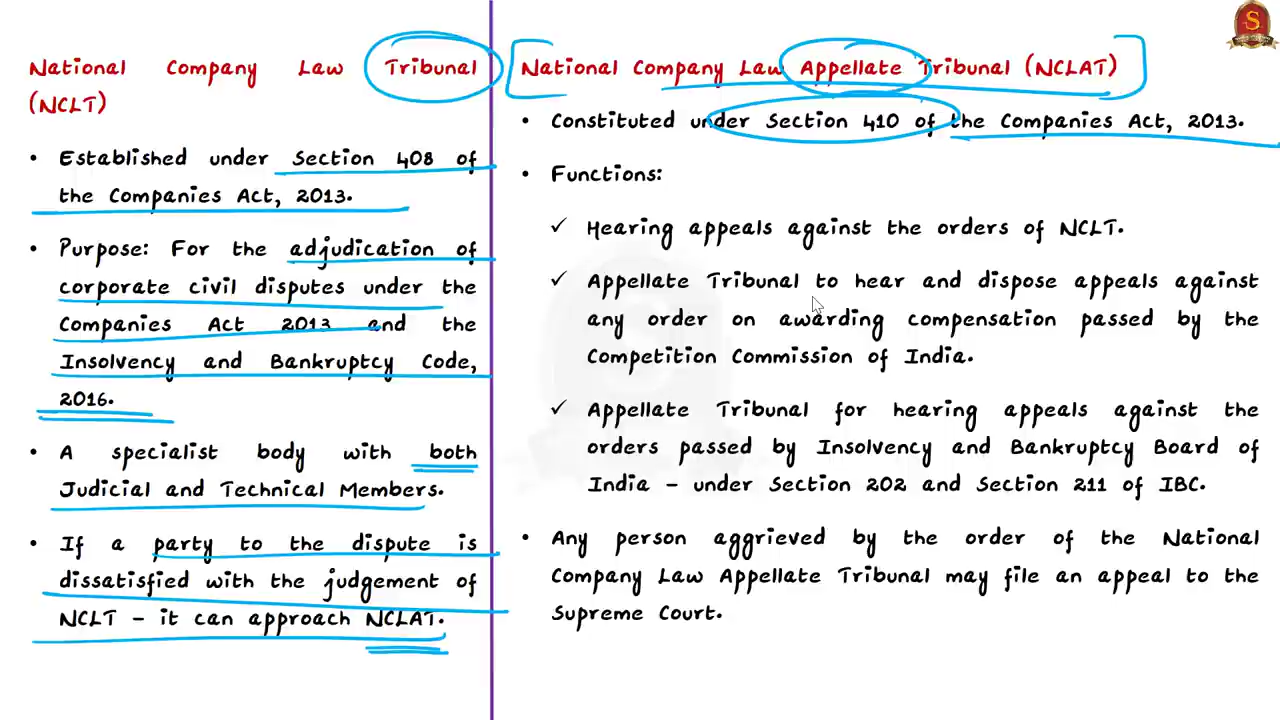 National Company Law Tribunal
(NCLT)
• Established under Section 408 of
the Companies Act, 2013.
• Purpose: For the adjudication of
corporate civil disputes under the
Companies Act 2013 and the
Insolvency and Bankruptcy Code,
2016.
• A specialist body with both
Judicial and Technical Members.
• If a party to the dispute is
dissatisfied with the judgement of
NCLT – it can approach NCLAT.
National Company Law Appellate Tribunal (NCLAT)
• Constituted under Section 410 of the Companies Act, 2013.
• Functions:
✓ Hearing appeals against the orders of NCLT.
✓ Appellate Tribunal to hear and dispose appeals against
any order on awarding compensation passed by the
Competition Commission of India.
✓ Appellate Tribunal for hearing appeals against the
orders passed by Insolvency and Bankruptcy Board of
India – under Section 202 and Section 211 of IBC.
• Any person aggrieved by the order of the National
Company Law Appellate Tribunal may file an appeal to the
Supreme Court.